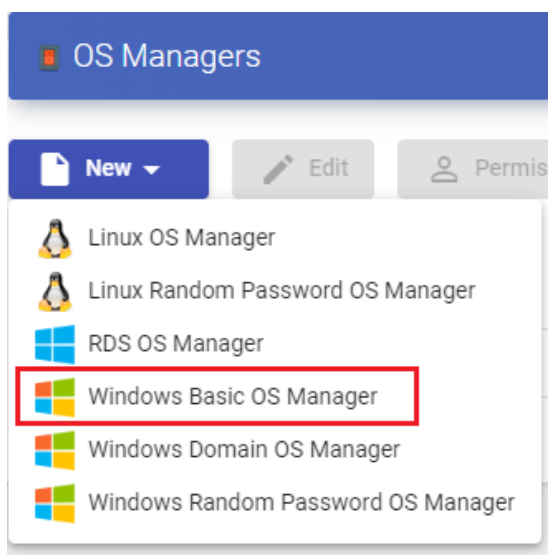 OS Managers
New Edit Permis
Linux OS Manager
Linux Random Password OS Manager
RDS OS Manager
Windows Basic OS Manager
Windows Domain OS Manager
Windows Random Password OS Manager